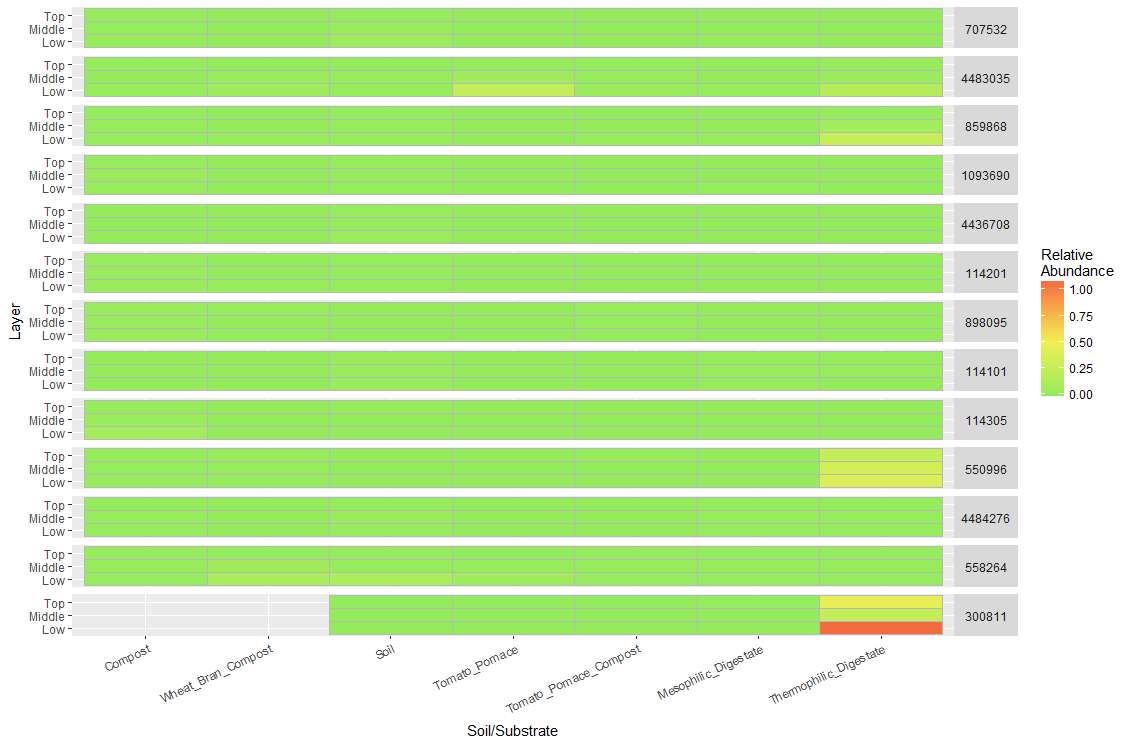 Top
Middle
Low
707532
Top
Middle
Low
4483035
Top
Middle
Low
859868
Top
Middle
Low
1093690
Top
Middle
Low
4436708
Top
Middle
Low
114201
Top
Middle
Low
898095
Top
Middle
Low
114101
Top
Middle
Low
114305
Top
Middle
Low
550996
Top
Middle
Low
4484276
Top
Middle
Low
558264
Top
Middle
Low
300811
Layer
Compost
Wheat_Bran_Compost
Soil
Tomato_Pomace
Tomato_Pomace_Compost
Mesophilic_Digestate
Thermophilic_Digestate
Soil/Substrate
Relative
Abundance
1.00
0.75
0.50
0.25
0.00